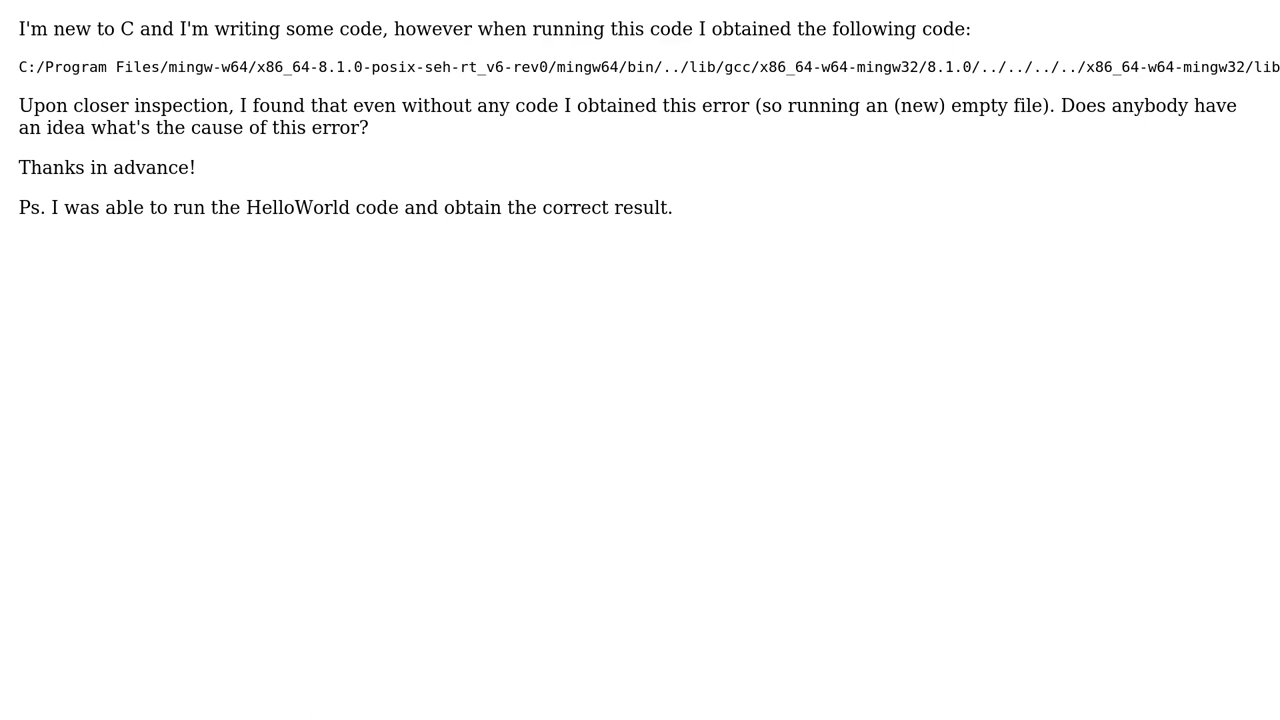 I'm new to C and I'm writing some code, however when running this code I obtained the following code:
C:/Program Files/mingw-w64/x86_64-8.1.0-posix-seh-rt_v6-rev0/mingw64/bin/../lib/gcc/x86_64-w64-mingw32/8.1.0/../../../../x86_64-w64-mingw32/lib
Upon closer inspection, I found that even without any code I obtained this error (so running an (new) empty file). Does anybody have
an idea what's the cause of this error?
Thanks in advance!
Ps. I was able to run the HelloWorld code and obtain the correct result.